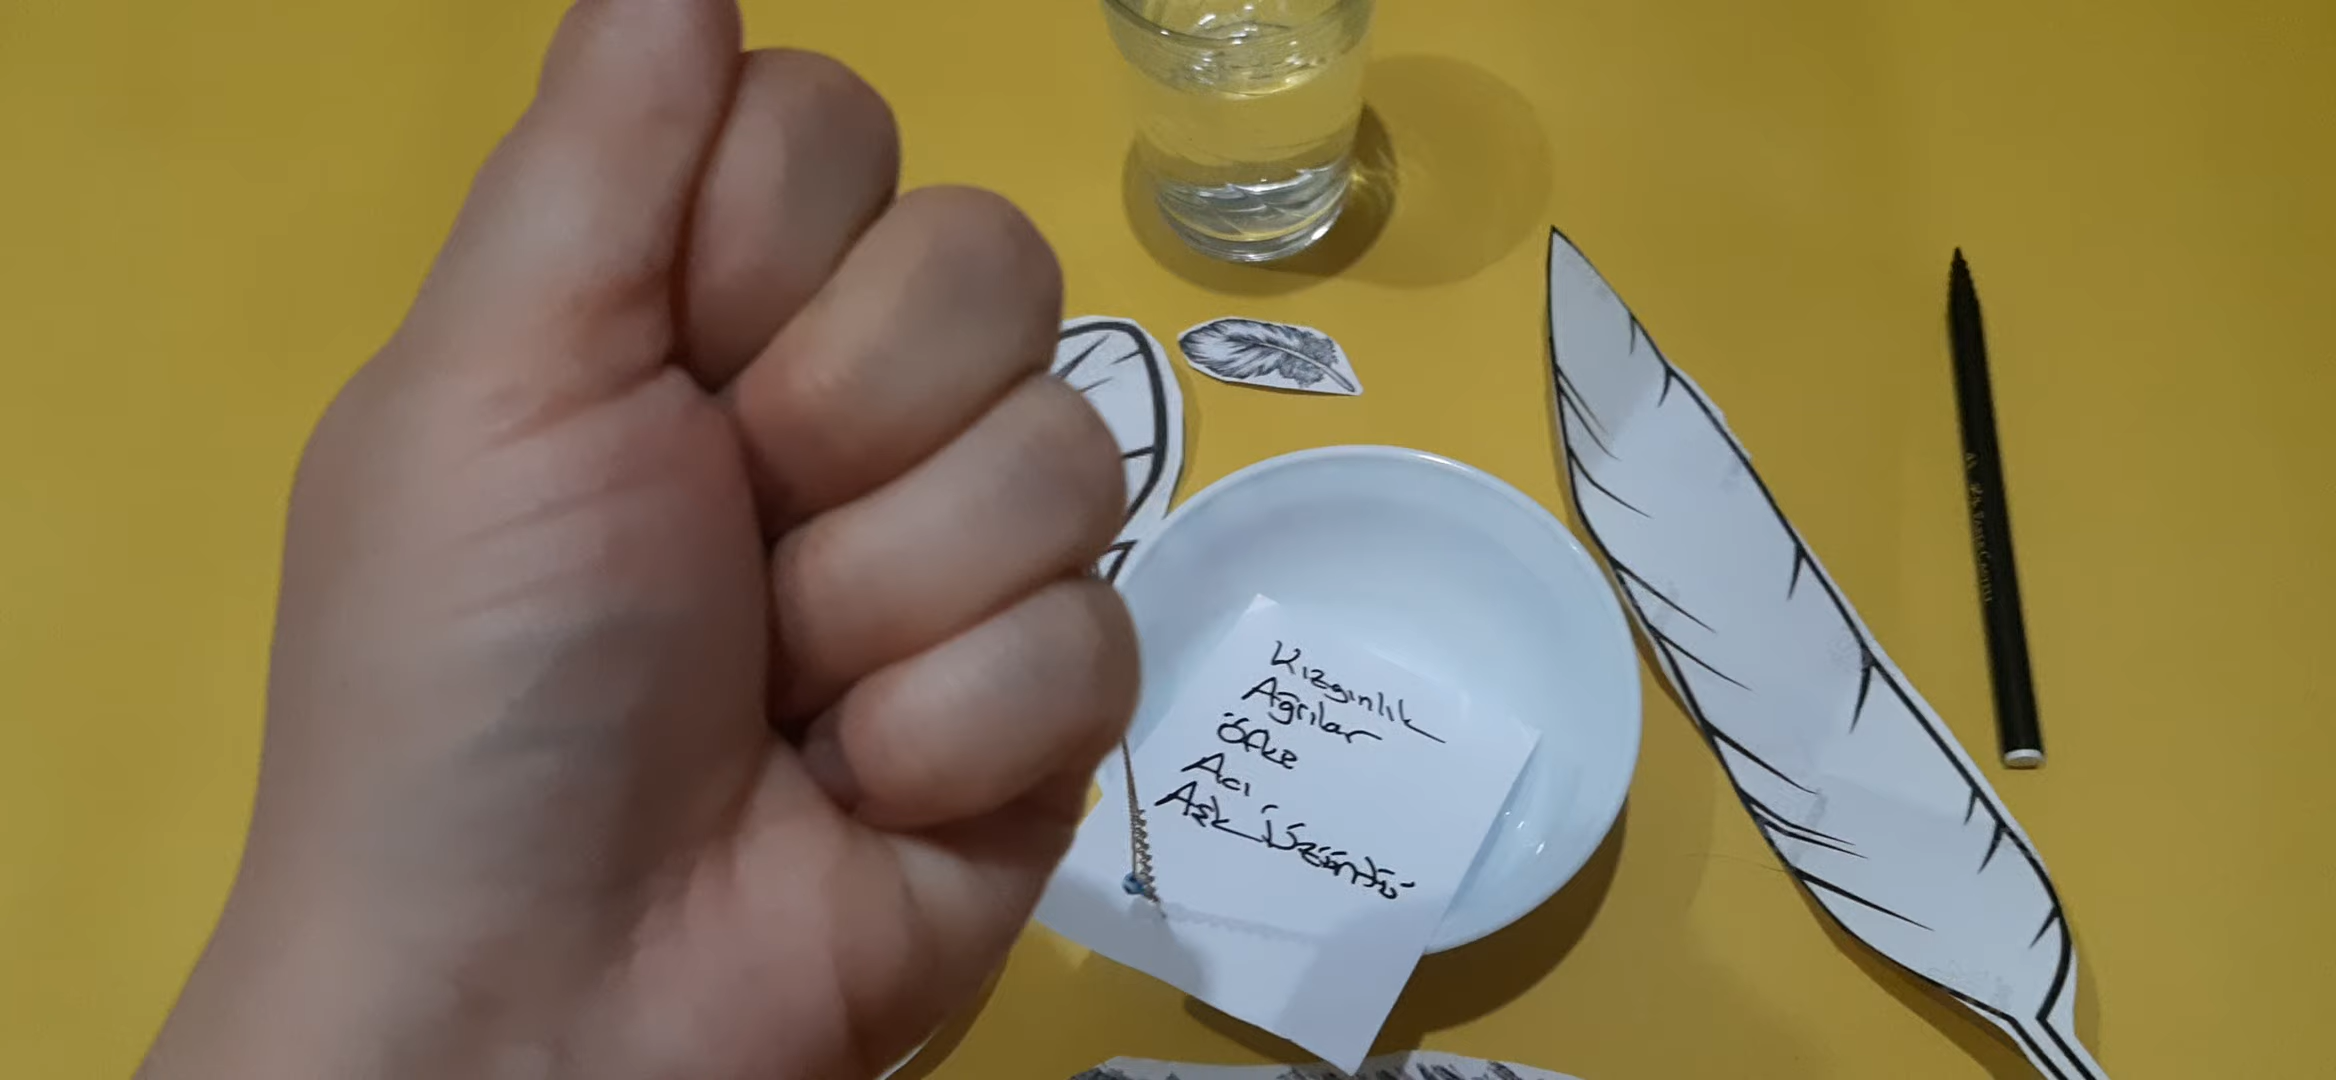 Kızgınlık
Ağrılar
Öfke
Acı
Aşk Üzüntü